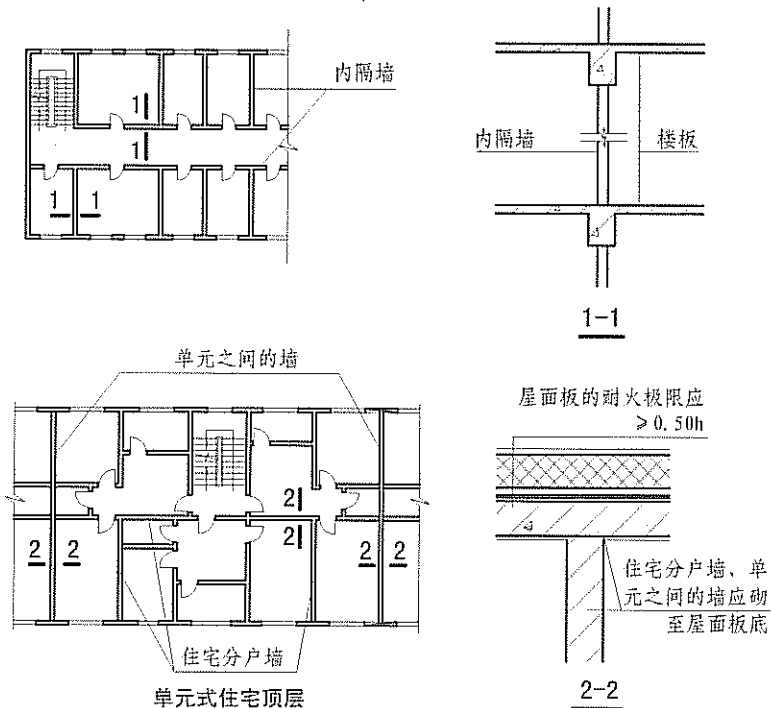 内隔墙
1
1
1 1
内隔墙
楼板
1-1
单元之间的墙
2
2
2 2
2 2
住宅分户墙
单元式住宅顶层
屋面板的耐火极限应
≥0.50h
住宅分户墙、单
元之间的墙应砌
至屋面板底
2-2